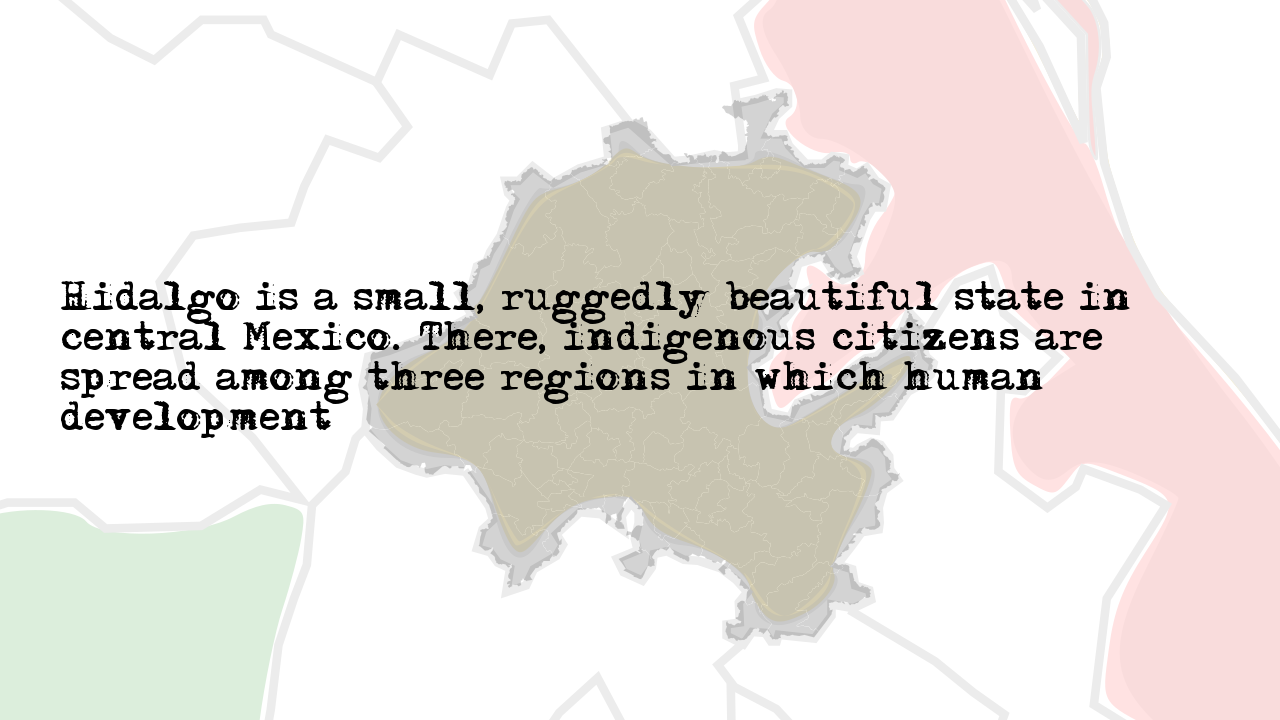 Hidalgo is a small, ruggedly beautiful state in
central Mexico. There, indigenous citizens are
spread among three regions in which human
development